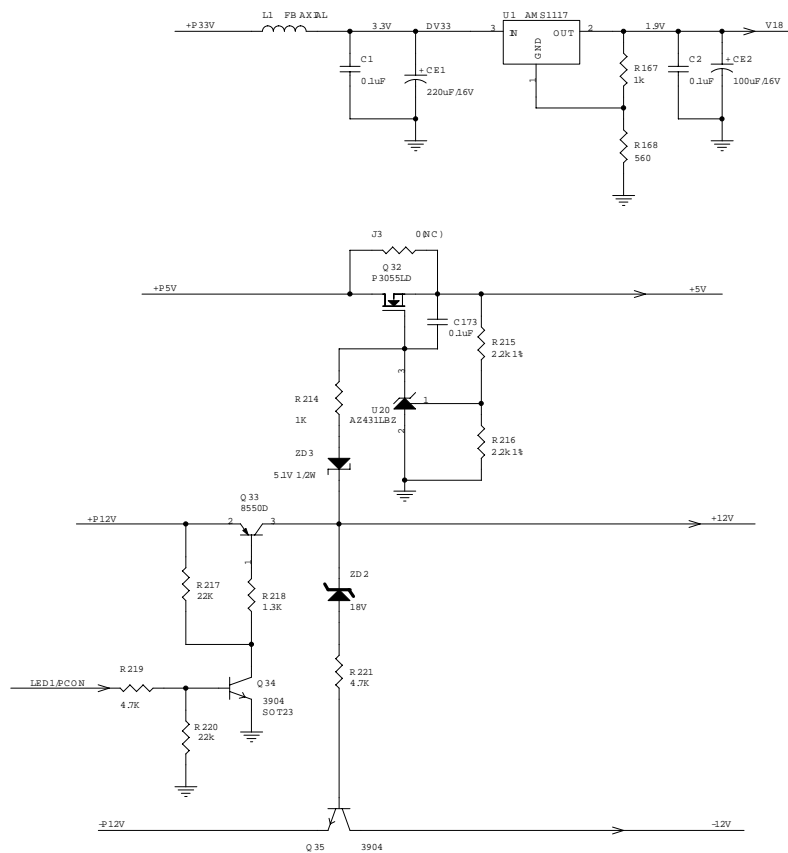 L1 FB AXIAL
U1 AMS1117
+P33V
3.3V
DV33
3
IN
OUT
2
1.9V
V18
GND
1
C1
0.1uF
+CE1
220uF/16V
R167
1k
C2
0.1uF
+CE2
100uF/16V
R168
560
J3 0(NC)
Q32
P3055LD
+P5V
+5V
C173
0.1uF
R215
2.2k 1%
3
R214
1K
U20
AZ431LBZ
1
2
R216
2.2k 1%
ZD3
5.1V 1/2W
Q33
8550D
+P12V
2
3
+12V
1
R217
22K
R218
1.3K
ZD2
18V
R219
LED1/PCON
4.7K
Q34
3904
SOT23
R221
4.7K
R220
22k
-P12V
-12V
Q35
3904